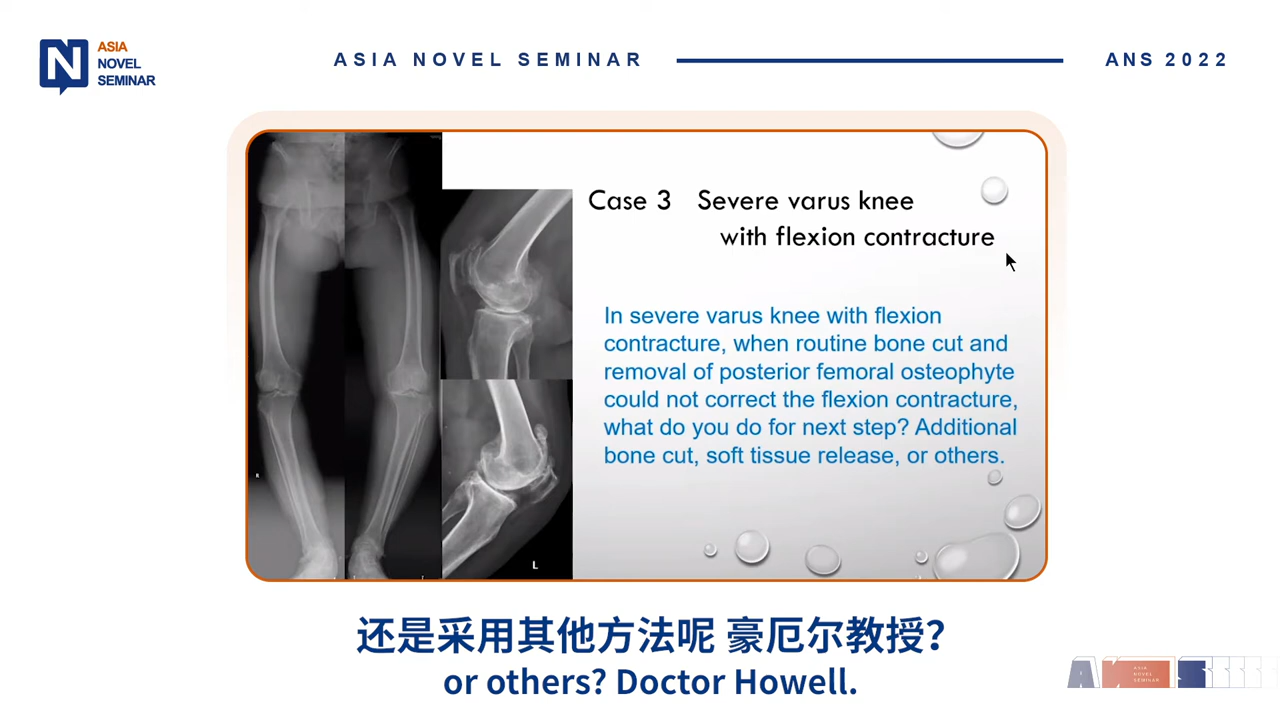 ASIA
NOVEL
SEMINAR
ASIA NOVEL SEMINAR
ANS 2022
Case 3 Severe varus knee
with flexion contracture
In severe varus knee with flexion
contracture, when routine bone cut and
removal of posterior femoral osteophyte
could not correct the flexion contracture,
what do you do for next step? Additional
bone cut, soft tissue release, or others.
R
L
还是采用其他方法呢 豪厄尔教授?
or others? Doctor Howell.
ASIA
NOVEL
SEMINAR